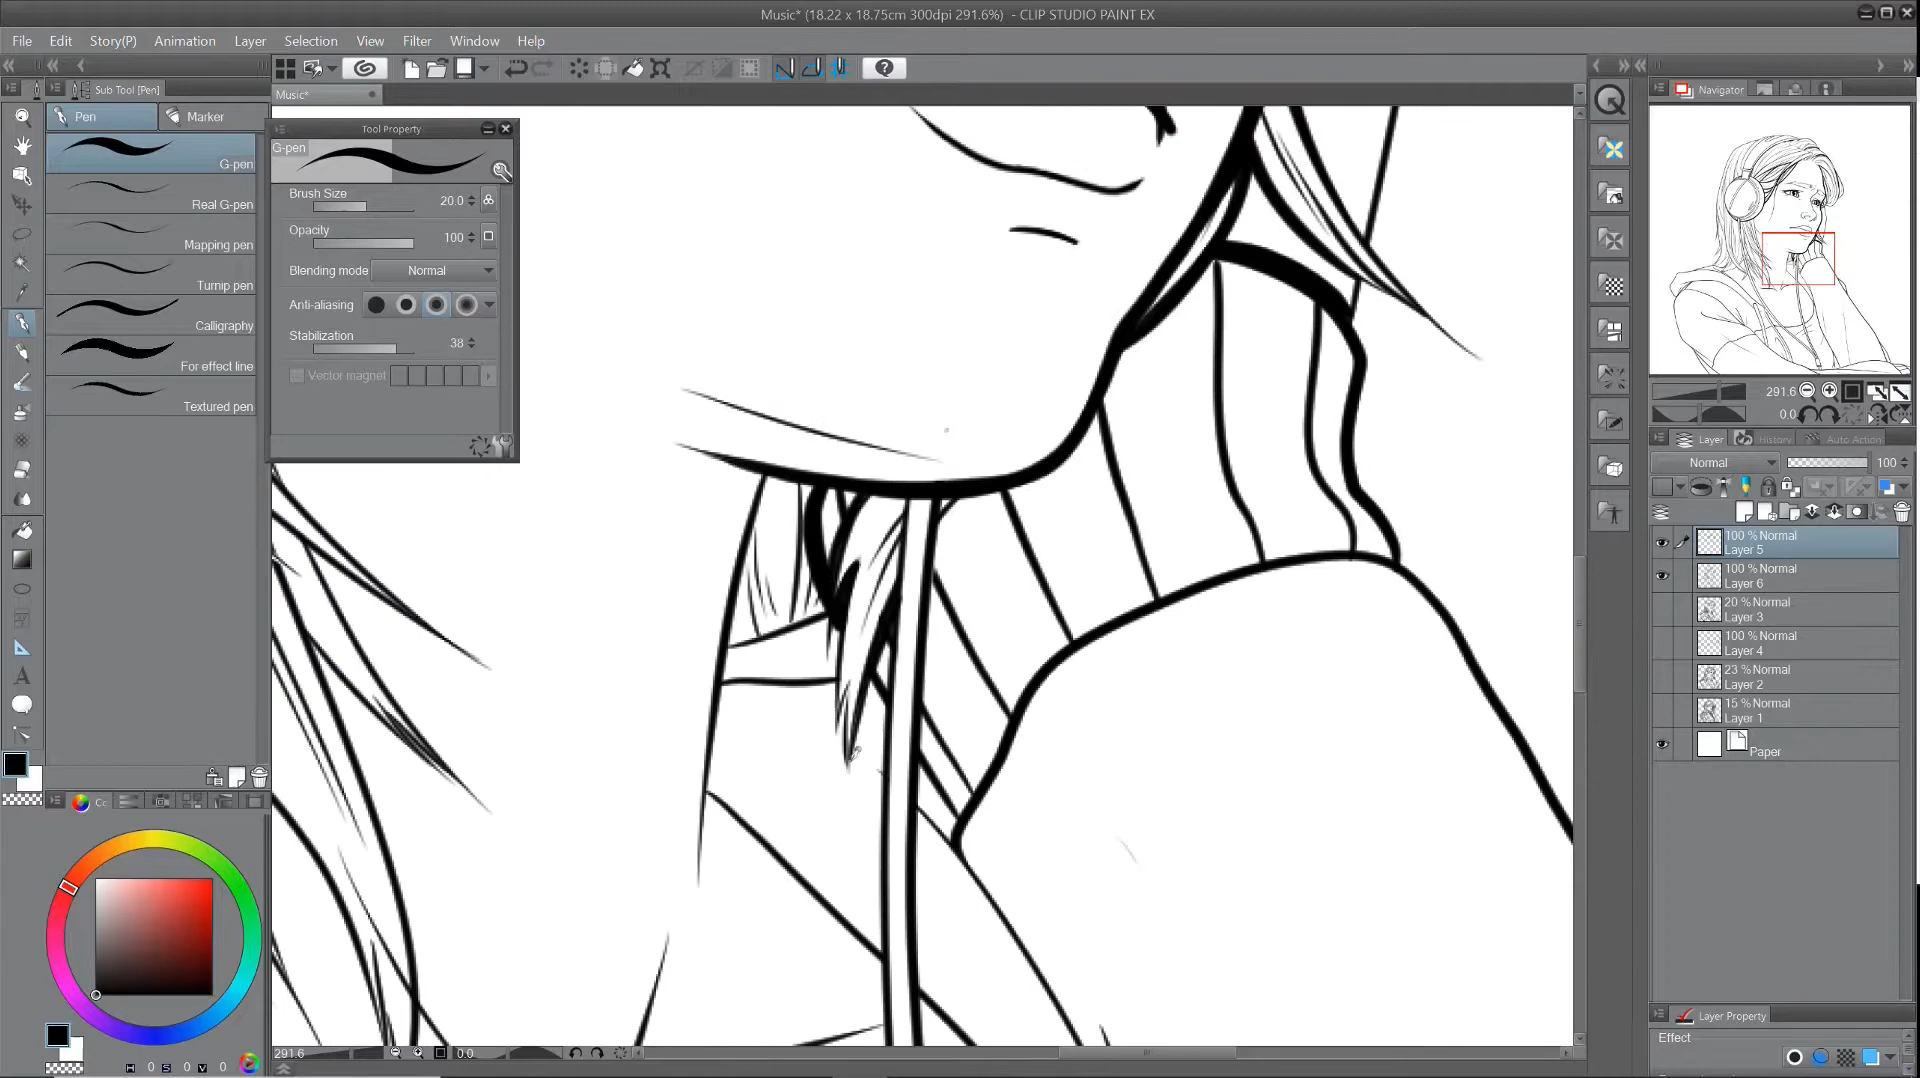 Music* (18.22 x 18.75cm 300dpi 291.6%) - CLIP STUDIO PAINT EX
File Edit Story(P) Animation Layer Selection View Filter Window Help
Sub Tool [Pen]
Music*
Navigator
Pen Marker
Tool Property
G-pen
G-pen
Real G-pen
Mapping pen
Turnip pen
Calligraphy
For effect line
Textured pen
Brush Size 20.0
Opacity 100
Blending mode Normal
Anti-aliasing
Stabilization 38
Vector magnet
291.6
0.0
Layer History Auto Action
Normal 100
100 % Normal
Layer 5
100 % Normal
Layer 6
20 % Normal
Layer 3
100 % Normal
Layer 4
23 % Normal
Layer 2
15 % Normal
Layer 1
Paper
Cc
Layer Property
Effect
291.6 0.0
H 0 S 0 V 0